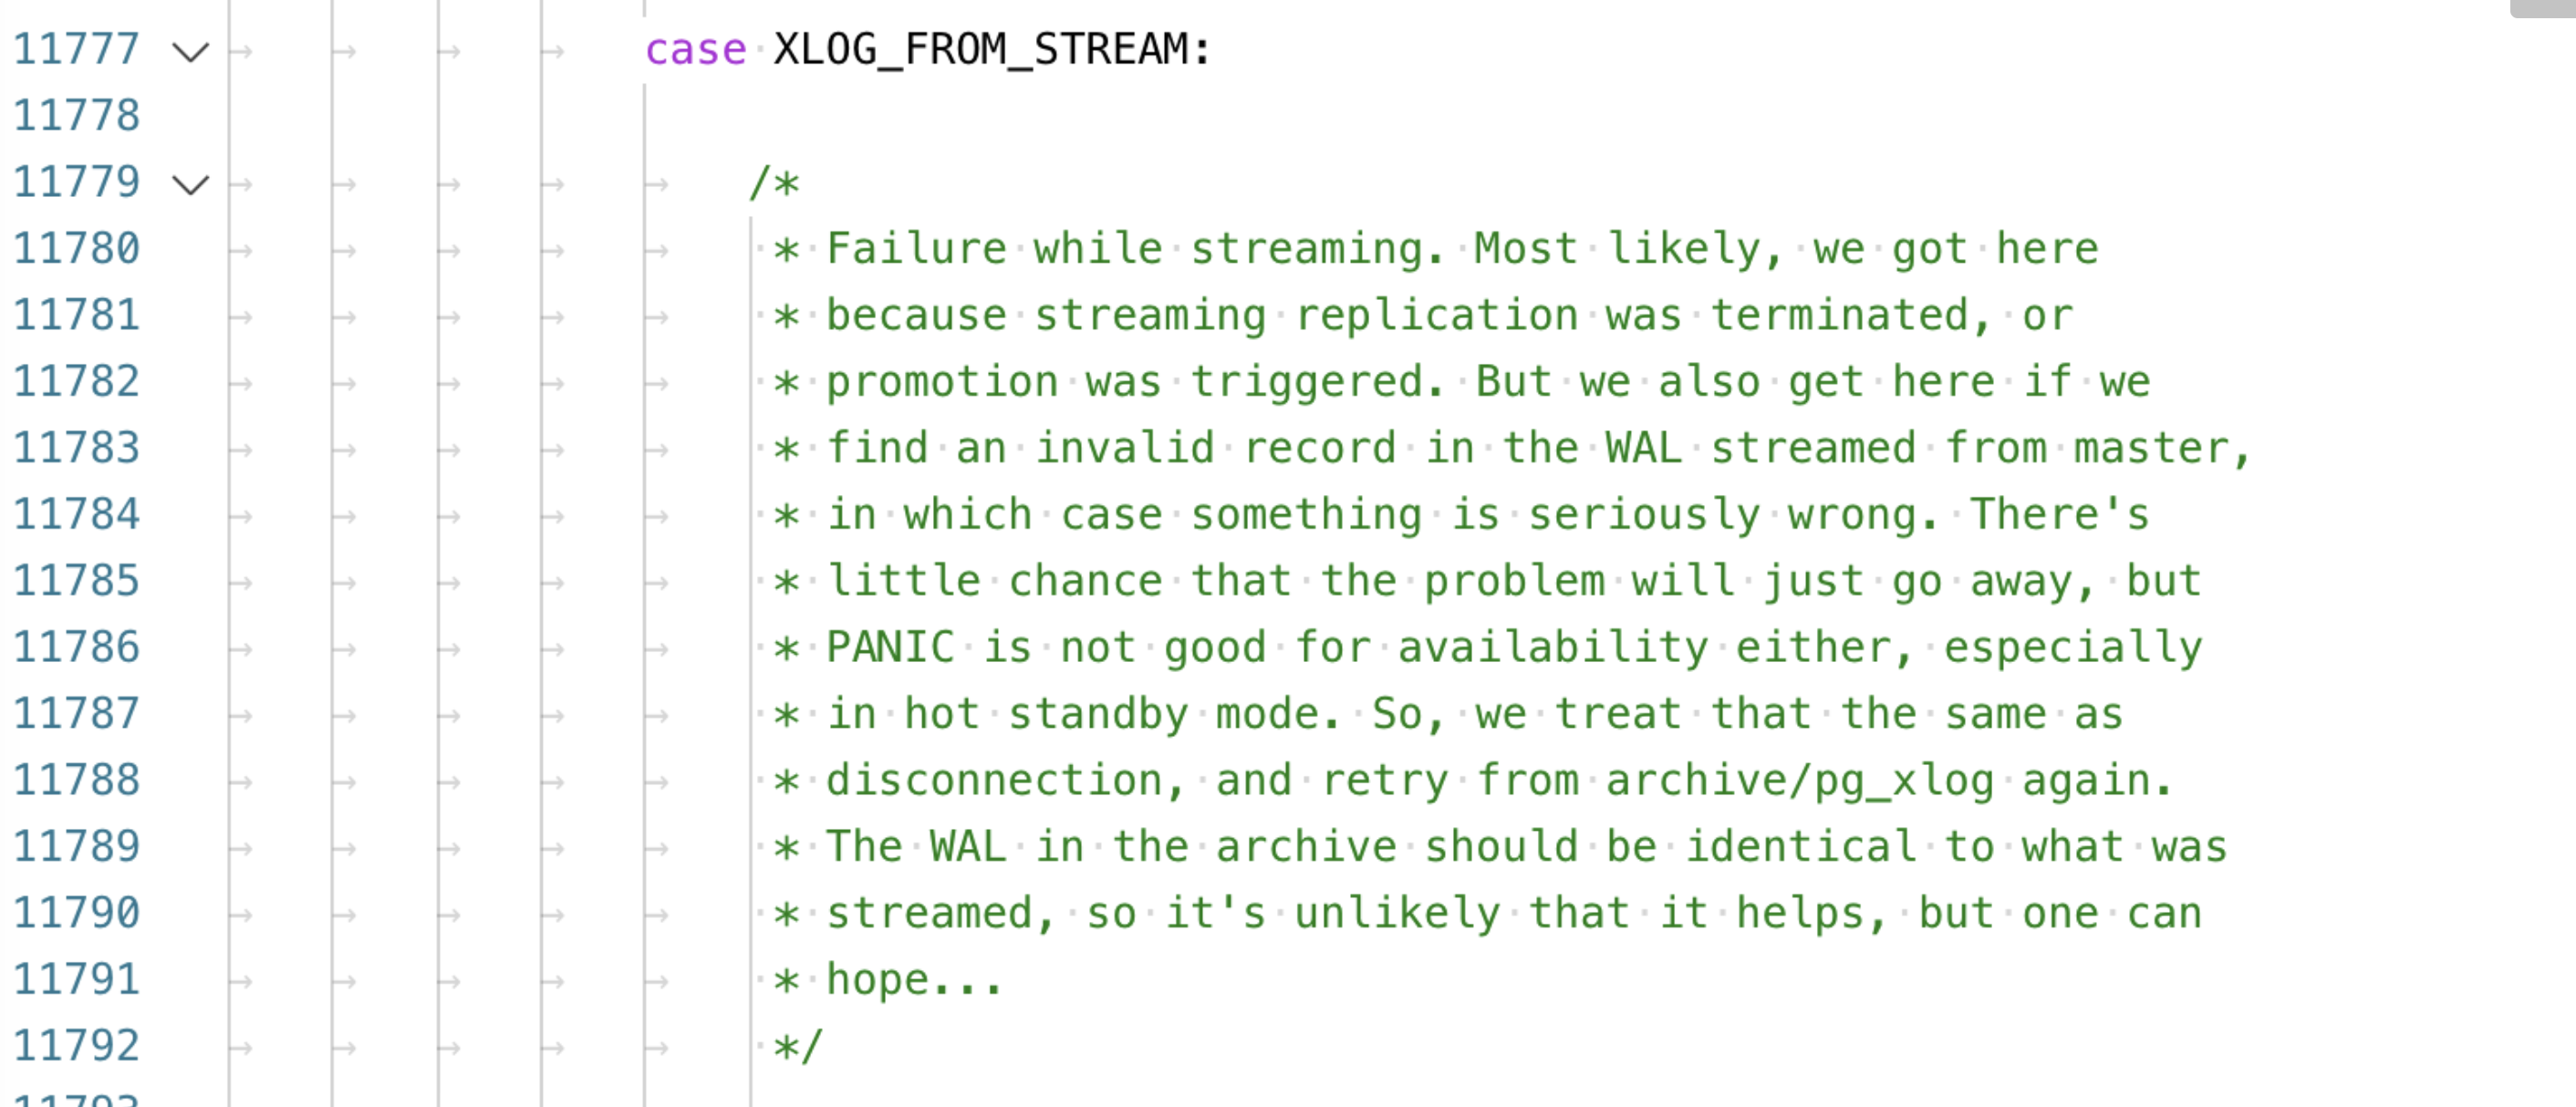 11777 case XLOG_FROM_STREAM:
11778
11779 /*
11780 * Failure while streaming. Most likely, we got here
11781 * because streaming replication was terminated, or
11782 * promotion was triggered. But we also get here if we
11783 * find an invalid record in the WAL streamed from master,
11784 * in which case something is seriously wrong. There's
11785 * little chance that the problem will just go away, but
11786 * PANIC is not good for availability either, especially
11787 * in hot standby mode. So, we treat that the same as
11788 * disconnection, and retry from archive/pg_xlog again.
11789 * The WAL in the archive should be identical to what was
11790 * streamed, so it's unlikely that it helps, but one can
11791 * hope...
11792 */
11793